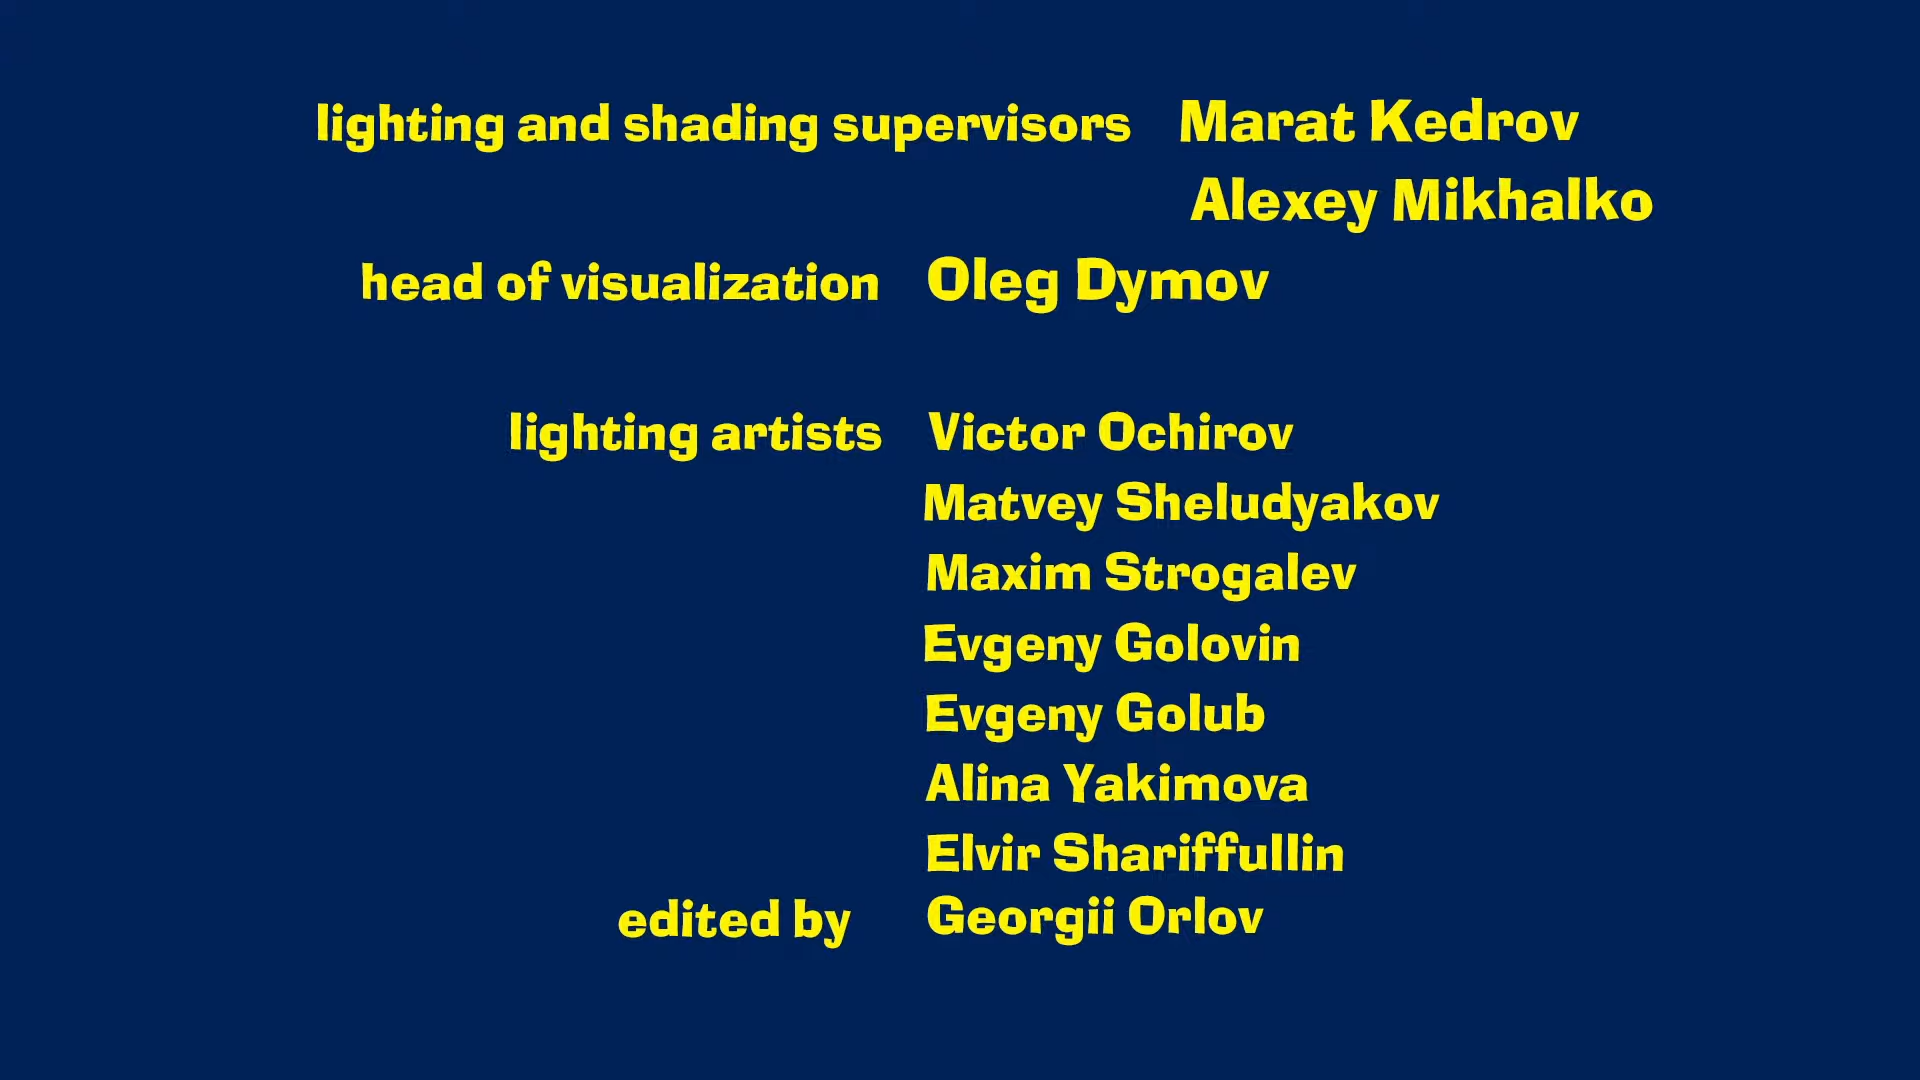 lighting and shading supervisors Marat Kedrov
Alexey Mikhalko
head of visualization Oleg Dymov
lighting artists Victor Ochirov
Matvey Sheludyakov
Maxim Strogalev
Evgeny Golovin
Evgeny Golub
Alina Yakimova
Elvir Shariffullin
edited by Georgii Orlov